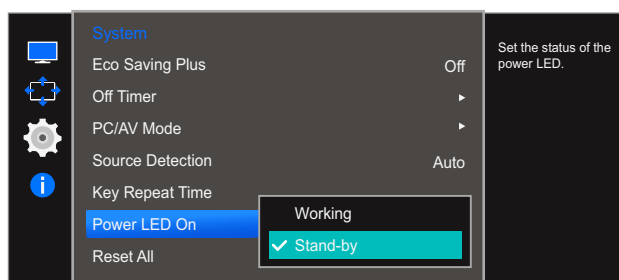 System
Eco Saving Plus Off
Off Timer
PC/AV Mode
Source Detection Auto
Key Repeat Time
Power LED On
Working
Stand-by
Reset All
Set the status of the
power LED.